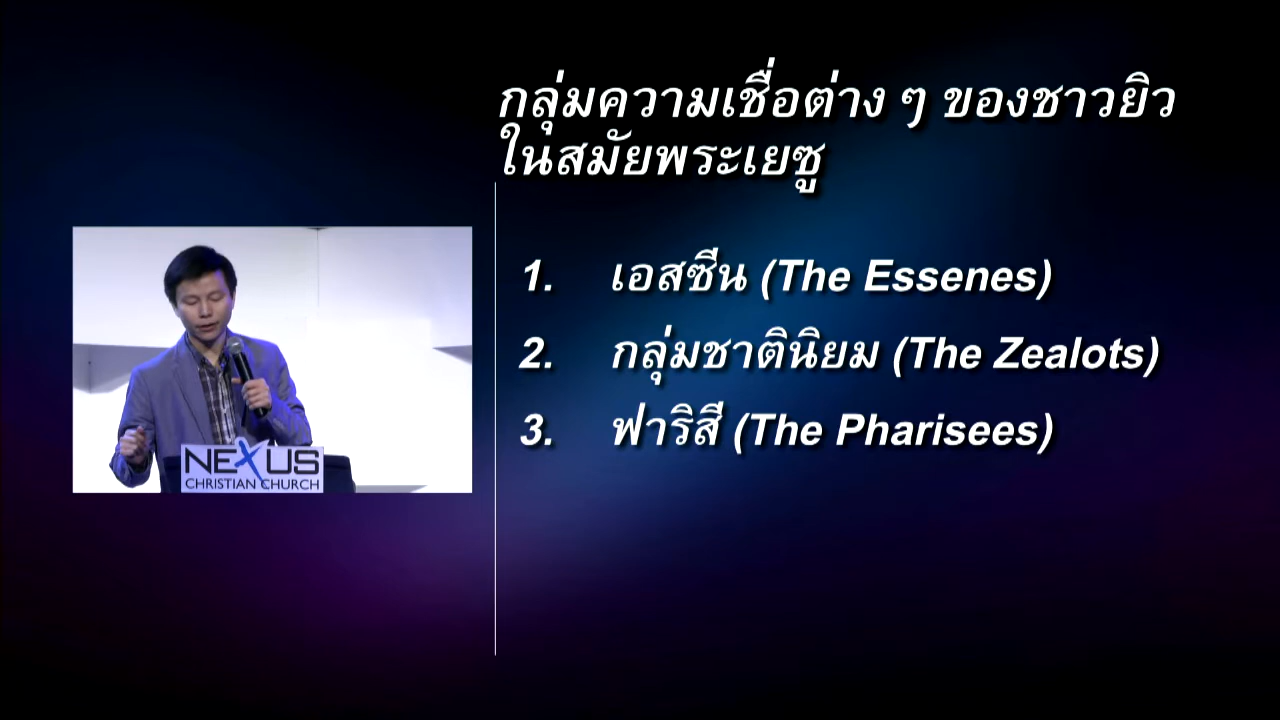 กลุ่มความเชื่อต่าง ๆ ของชาวยิว
ในสมัยพระเยซู
1. เอสซีน (The Essenes)
2. กลุ่มชาตินิยม (The Zealots)
3. ฟาริสี (The Pharisees)
NEXUS
CHRISTIAN CHURCH